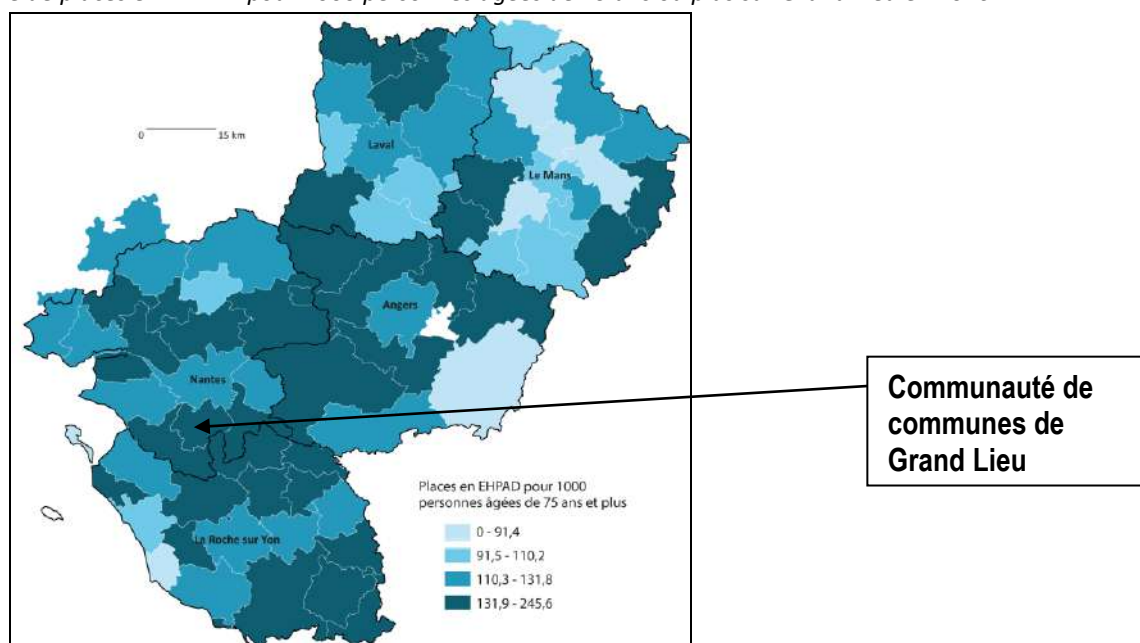 0 15 km
Laval
Le Mans
Angers
Nantes
Communauté de
communes de
Grand Lieu
Places en EHPAD pour 1000
personnes âgées de 75 ans et plus
0 - 91,4
91,5 - 110,2
La Roche sur Yon
110,3 - 131,8
131,9 - 245,6